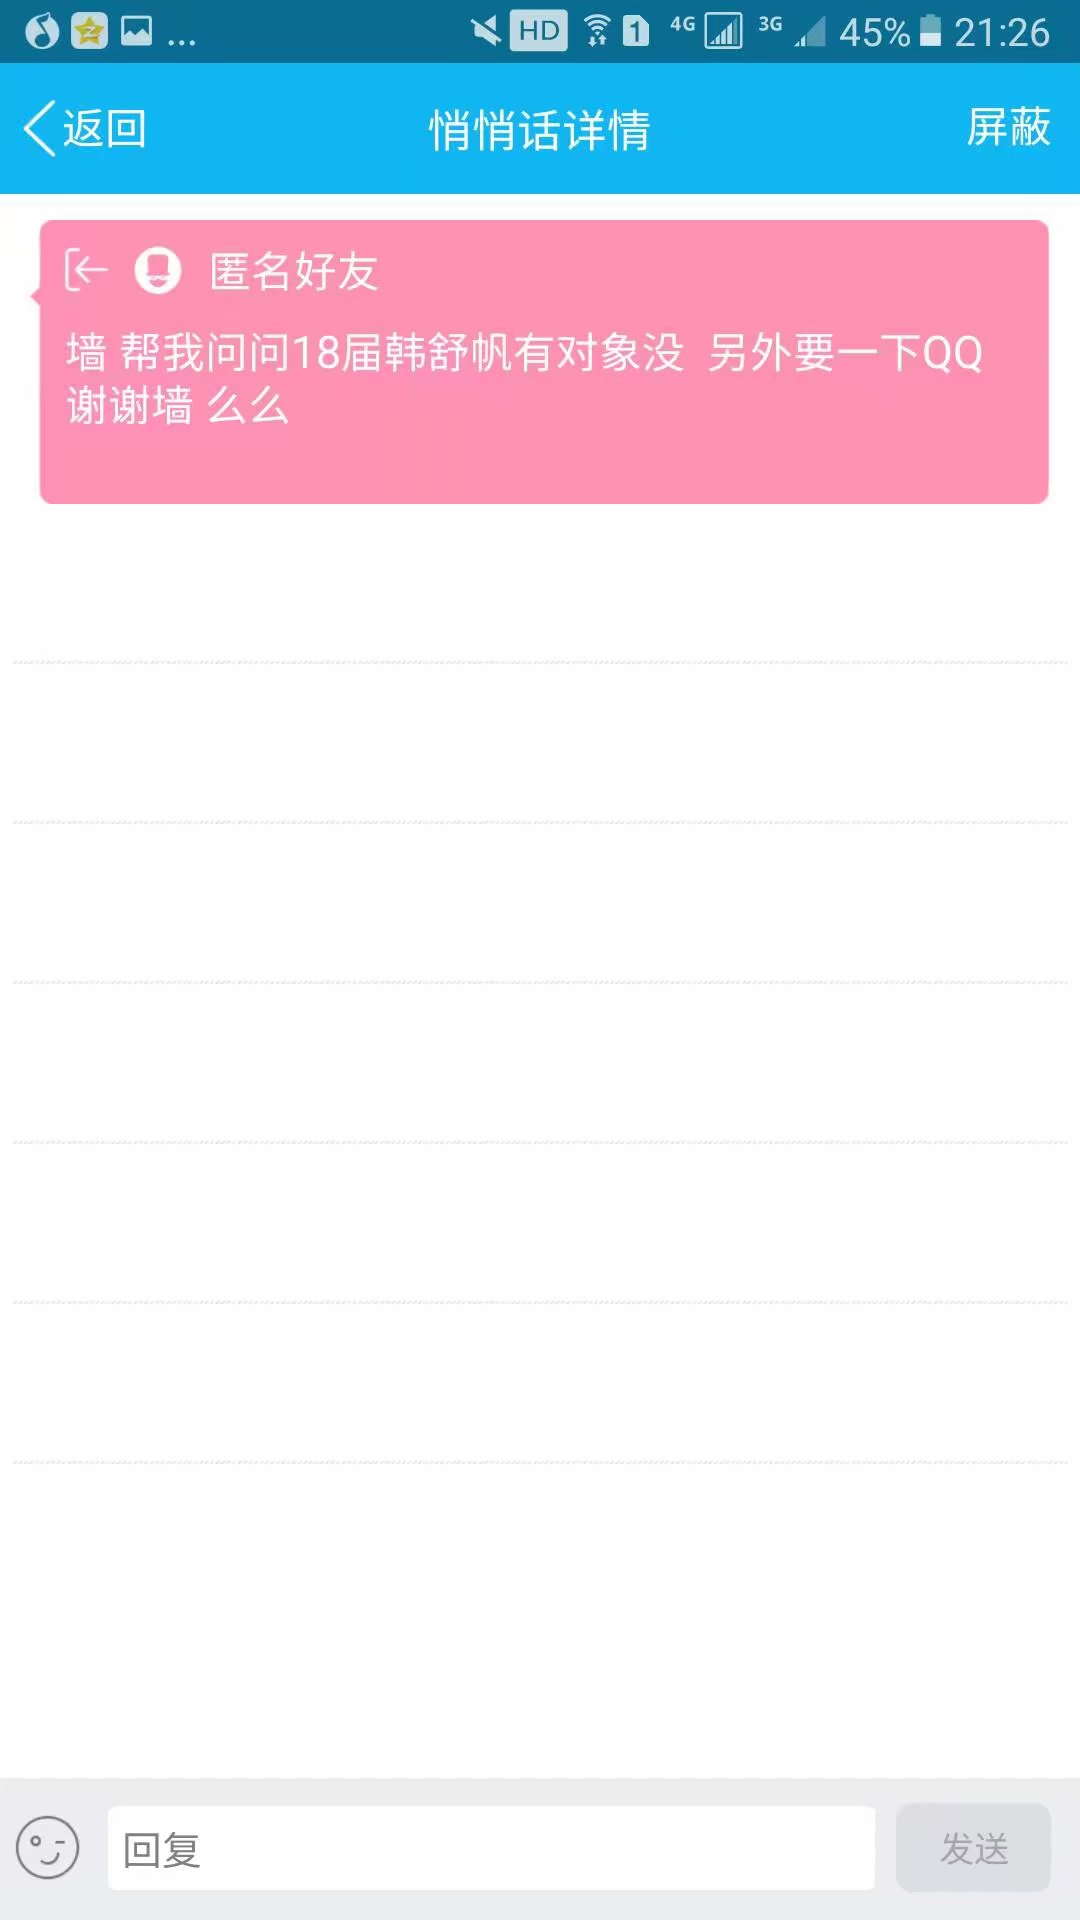 ... HD 1 4G 3G 45% 21:26
返回 悄悄话详情 屏蔽
匿名好友
墙 帮我问问18届韩舒帆有对象没 另外要一下QQ
谢谢墙 么么
回复 发送